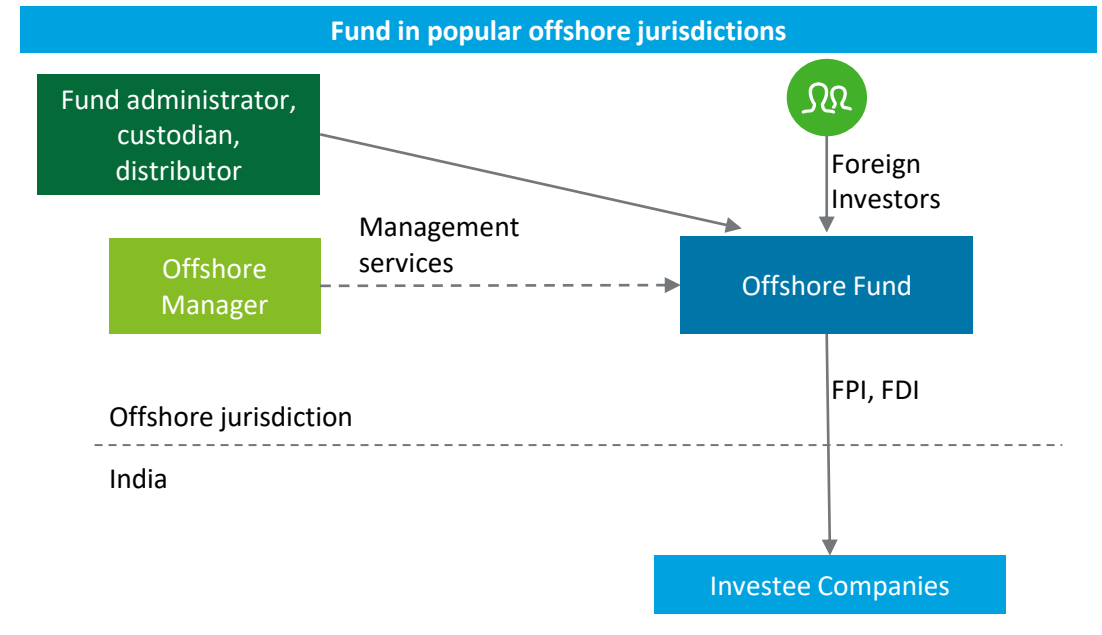 Fund in popular offshore jurisdictions
Fund administrator,
custodian,
distributor
Foreign
Investors
Management
services
Offshore
Manager
Offshore Fund
FPI, FDI
Offshore jurisdiction
India
Investee Companies